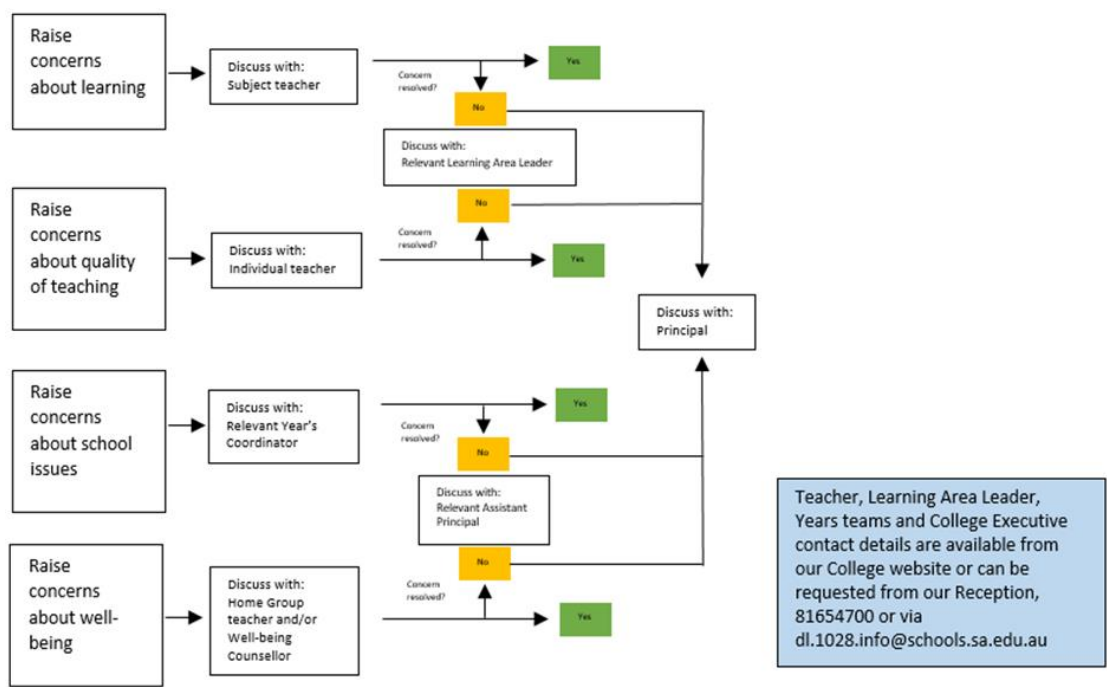 Raise
concerns
about learning
Discuss with:
Subject teacher
Concern
resolved?
Yes
No
Discuss with:
Relevant Learning Area Leader
No
Raise
concerns
about quality
of teaching
Discuss with:
Individual teacher
Concern
resolved?
Yes
Discuss with:
Principal
Raise
concerns
about school
issues
Discuss with:
Relevant Year's
Coordinator
Concern
resolved?
Yes
No
Discuss with:
Relevant Assistant
Principal
No
Raise
concerns
about well-
being
Discuss with:
Home Group
teacher and/or
Well-being
Counsellor
Concern
resolved?
Yes
Teacher, Learning Area Leader,
Years teams and College Executive
contact details are available from
our College website or can be
requested from our Reception,
81654700 or via
dl.1028.info@schools.sa.edu.au